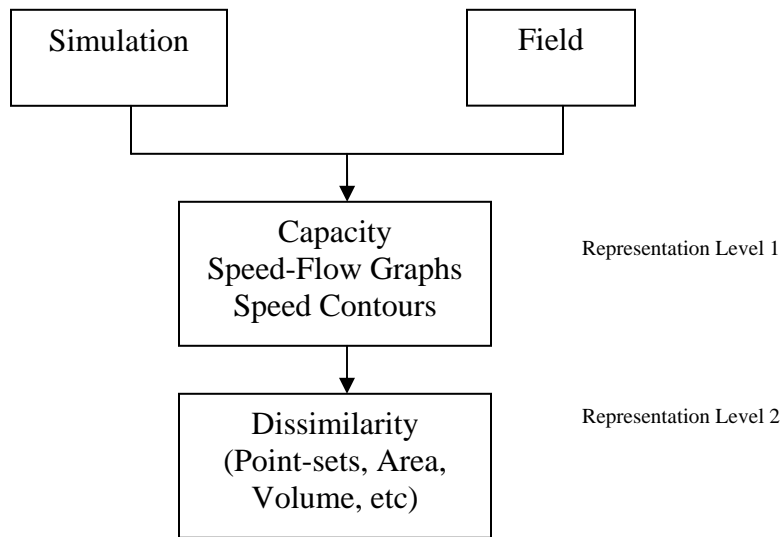 Simulation
Field
Capacity
Speed-Flow Graphs
Speed Contours
Representation Level 1
Dissimilarity
(Point-sets, Area,
Volume, etc)
Representation Level 2